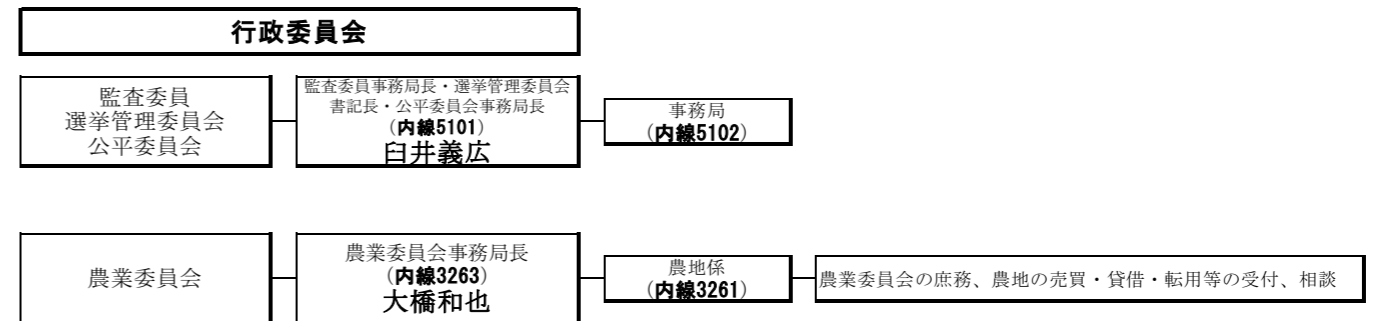 行政委員会
監査委員
選挙管理委員会
公平委員会
監査委員事務局長・選挙管理委員会
書記長・公平委員会事務局長
(内線5101)
臼井義広
事務局
(内線5102)
農業委員会
農業委員会事務局長
(内線3263)
大橋和也
農地係
(内線3261)
農業委員会の庶務、農地の売買・貸借・転用等の受付、相談